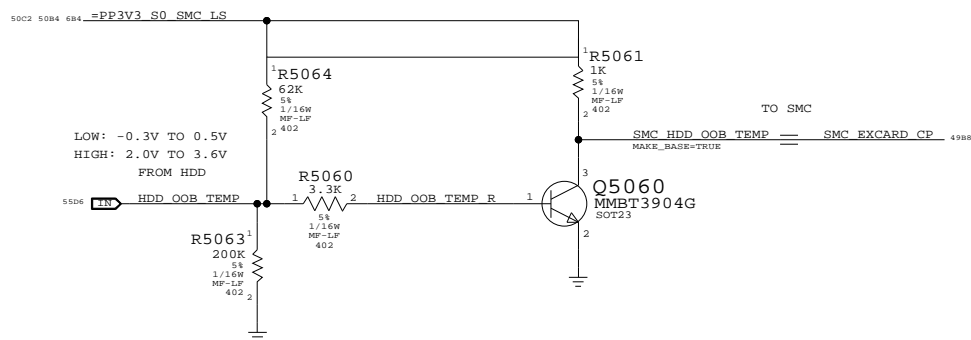 50C2 50B4 6B4 =PP3V3_S0_SMC_LS
1
R5061
1K
5%
1/16W
MF-LF
402
2
1
R5064
62K
5%
1/16W
MF-LF
402
2
TO SMC
LOW: -0.3V TO 0.5V
HIGH: 2.0V TO 3.6V
FROM HDD
SMC_HDD_OOB_TEMP
MAKE_BASE=TRUE
SMC_EXCARD_CP 49B8
55D6 IN HDD_OOB_TEMP
R5060
1 3.3K 2
5%
1/16W
MF-LF
402
HDD_OOB_TEMP_R
1
3
Q5060
MMBT3904G
SOT23
2
R5063
1
200K
5%
1/16W
MF-LF
402
2